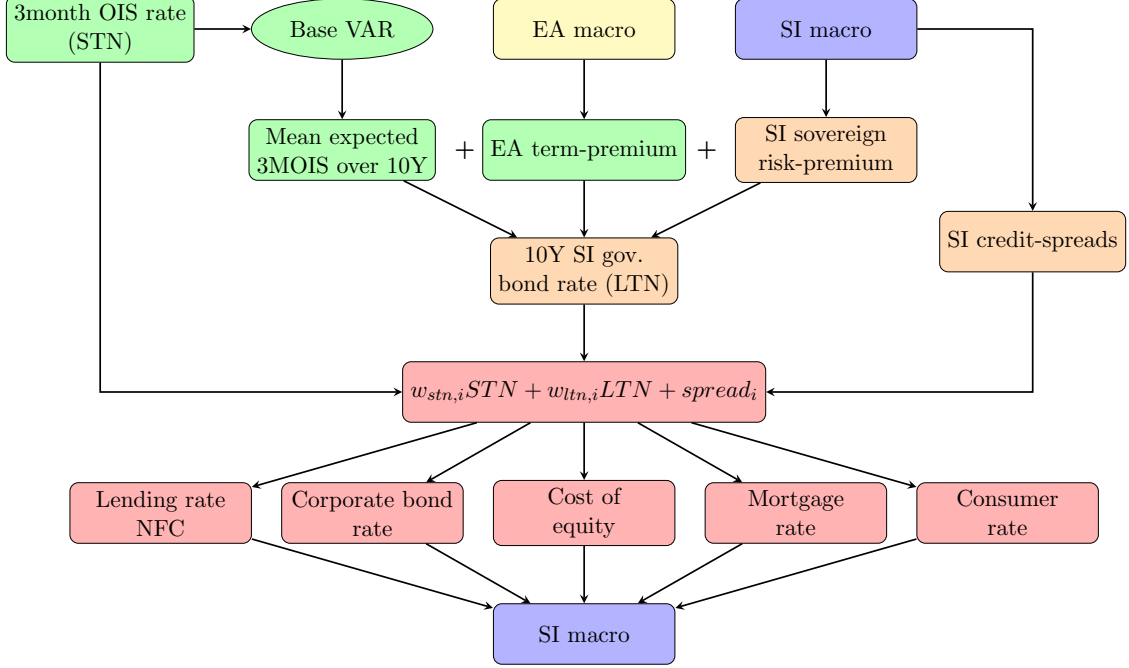 3month OIS rate
(STN)
Base VAR
EA macro
SI macro
Mean expected
3MOIS over 10Y
+
EA term-premium
+
SI sovereign
risk-premium
SI credit-spreads
10Y SI gov.
bond rate (LTN)
$w_{stn,i}STN + w_{ltn,i}LTN + spread_i$
Lending rate
NFC
Corporate bond
rate
Cost of
equity
Mortgage
rate
Consumer
rate
SI macro